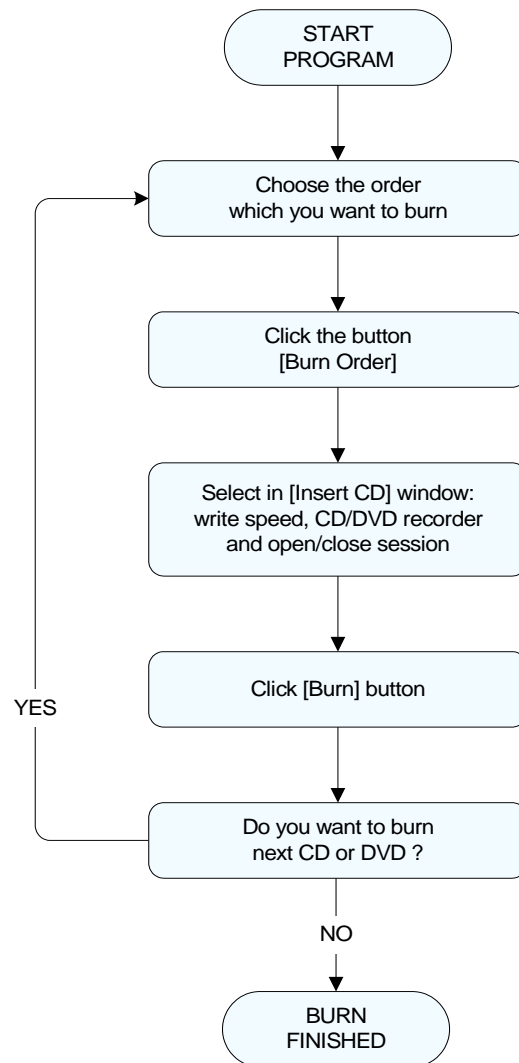 START
PROGRAM
Choose the order
which you want to burn
Click the button
[Burn Order]
Select in [Insert CD] window:
write speed, CD/DVD recorder
and open/close session
Click [Burn] button
YES
Do you want to burn
next CD or DVD ?
NO
BURN
FINISHED